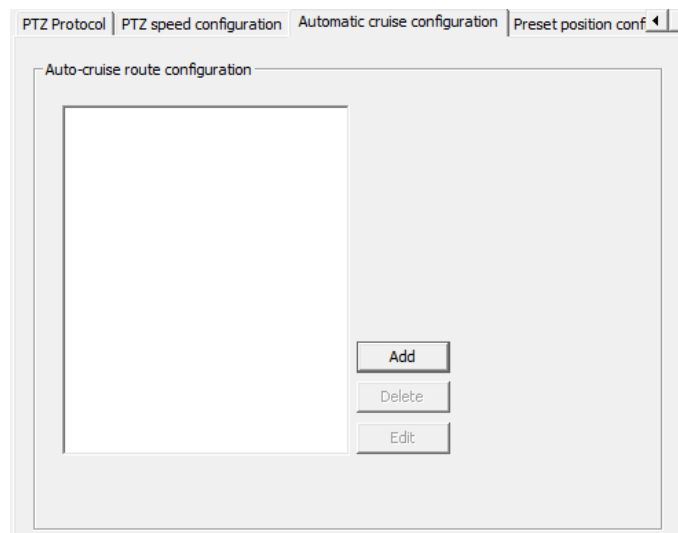 PTZ Protocol PTZ speed configuration Automatic cruise configuration Preset position conf
Auto-cruise route configuration
Add
Delete
Edit